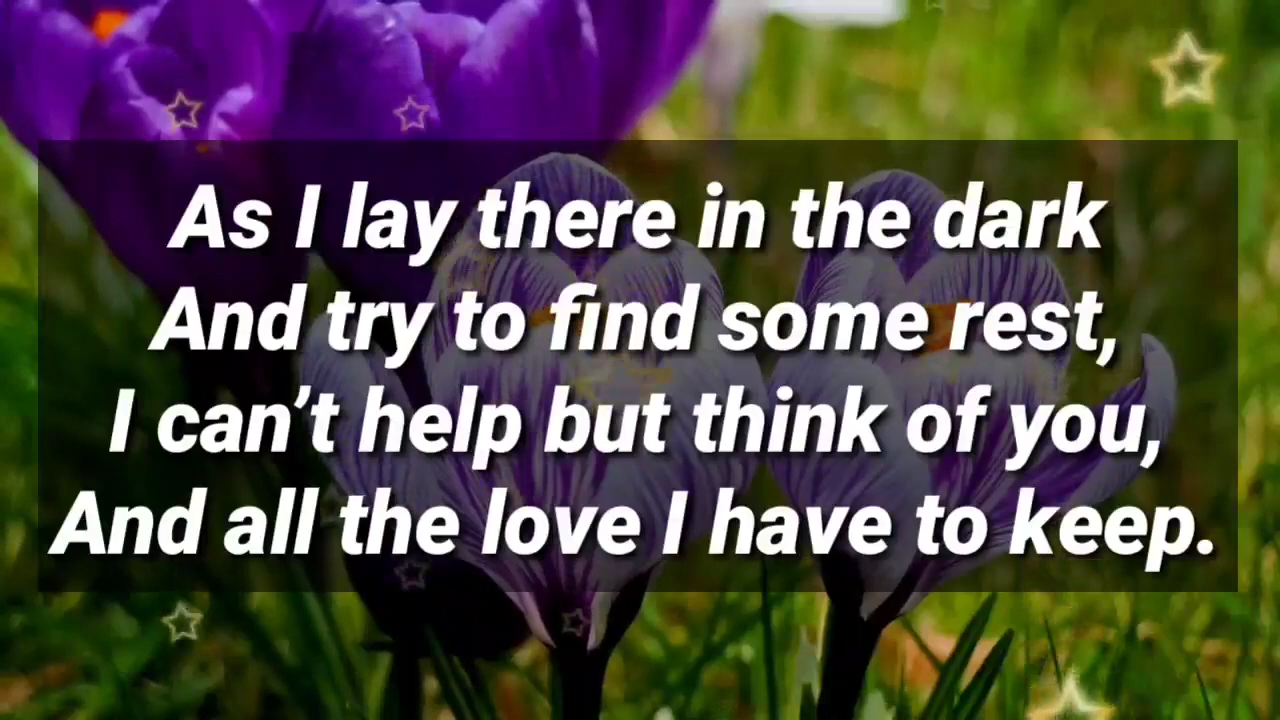 As I lay there in the dark
And try to find some rest,
I can’t help but think of you,
And all the love I have to keep.